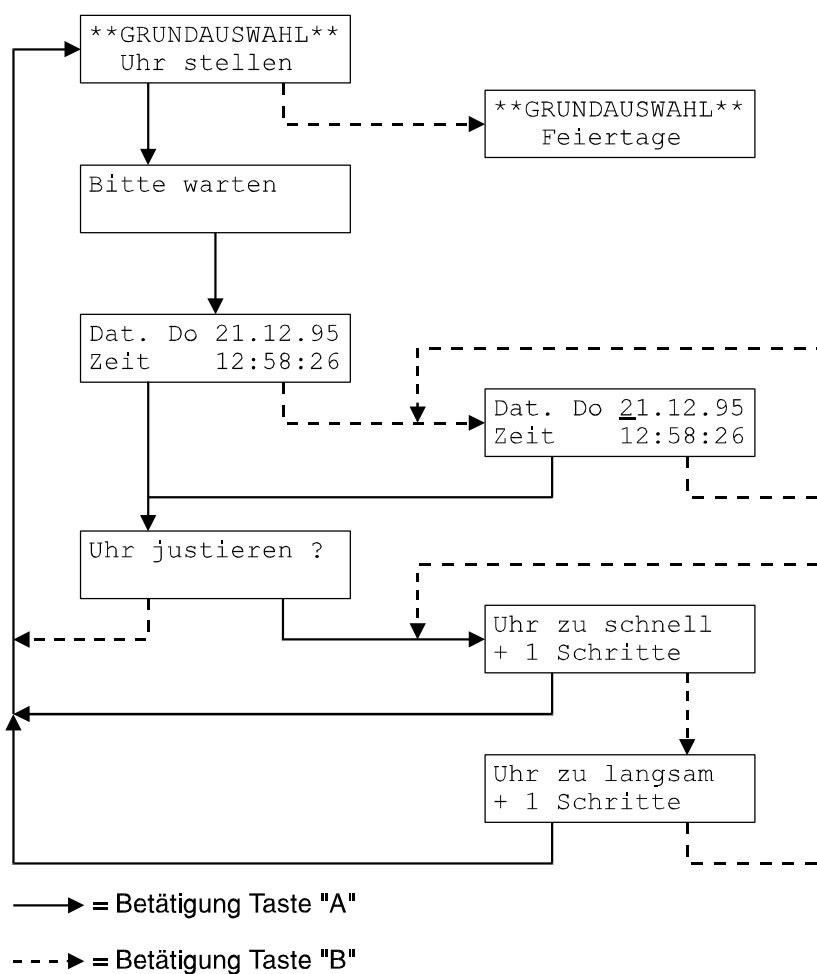 **GRUNDAUSWAHL**
Uhr stellen
**GRUNDAUSWAHL**
Feiertage
Bitte warten
Dat. Do 21.12.95
Zeit 12:58:26
Dat. Do 21.12.95
Zeit 12:58:26
Uhr justieren ?
Uhr zu schnell
+ 1 Schritte
Uhr zu langsam
+ 1 Schritte
= Betätigung Taste "A"
= Betätigung Taste "B"